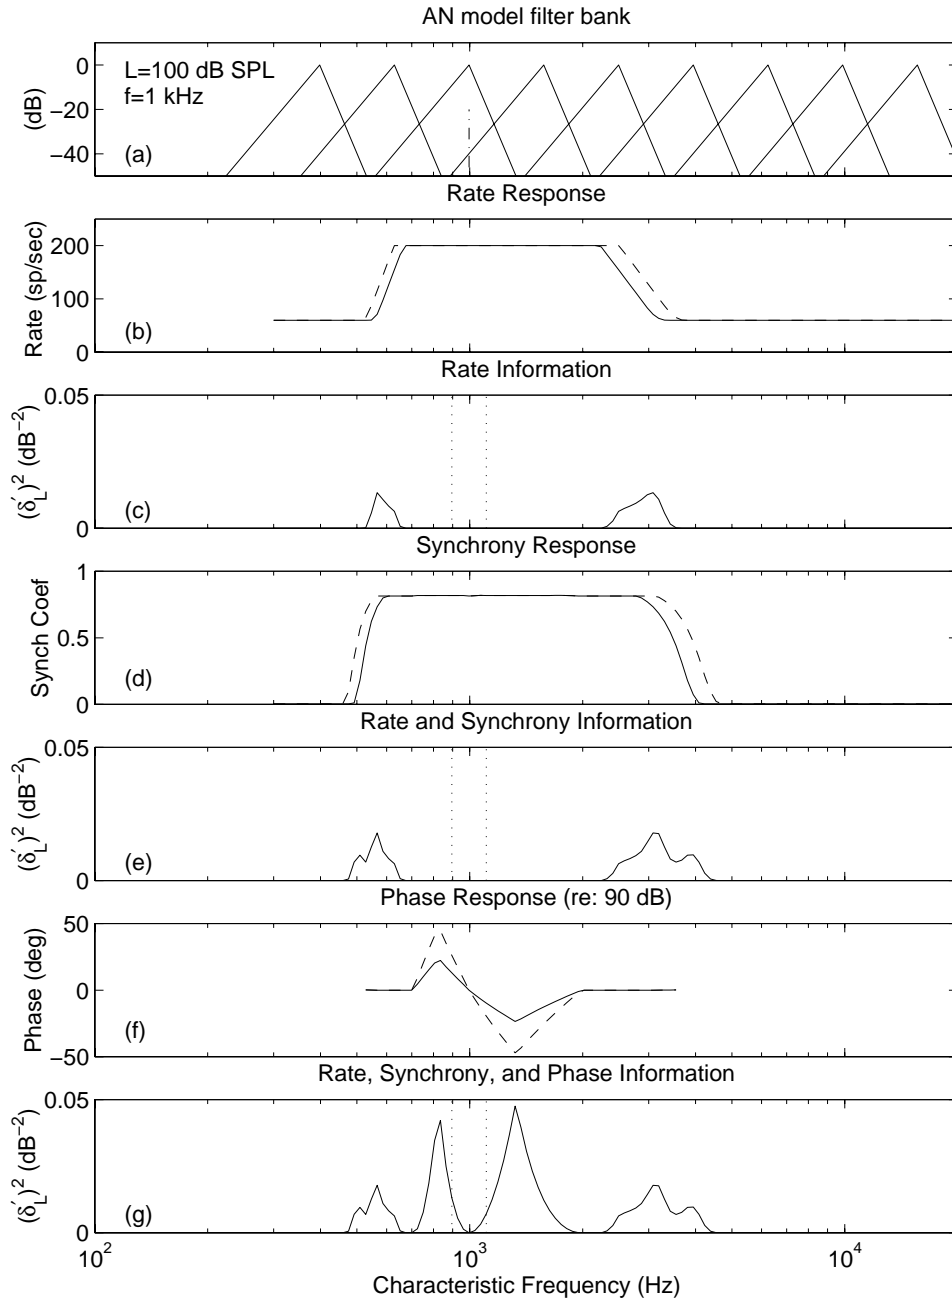 AN model filter bank
0
−20
−40
(dB)
L=100 dB SPL
f=1 kHz
(a)
Rate Response
200
100
0
Rate (sp/sec)
(b)
Rate Information
0.05
0
(δ′L)² (dB⁻²)
(c)
Synchrony Response
1
0.5
0
Synch Coef
(d)
Rate and Synchrony Information
0.05
0
(δ′L)² (dB⁻²)
(e)
Phase Response (re: 90 dB)
50
0
−50
Phase (deg)
(f)
Rate, Synchrony, and Phase Information
0.05
0
(δ′L)² (dB⁻²)
(g)
10² 10³ 10⁴
Characteristic Frequency (Hz)